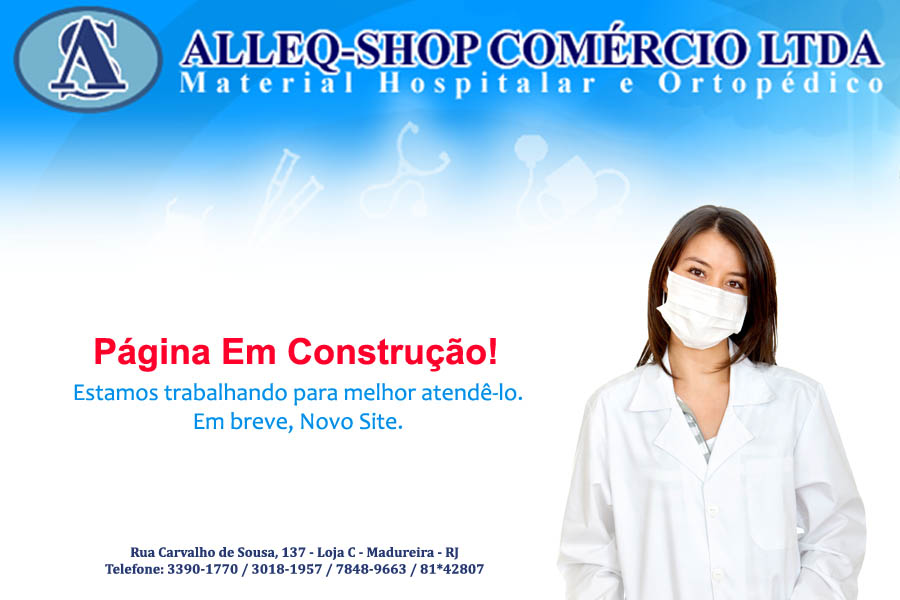 AS
ALLEQ-SHOP COMÉRCIO LTDA
Material Hospitalar e Ortopédico
Página Em Construção!
Estamos trabalhando para melhor atendê-lo.
Em breve, Novo Site.
Rua Carvalho de Sousa, 137 - Loja C - Madureira - RJ
Telefone: 3390-1770 / 3018-1957 / 7848-9663 / 81*42807